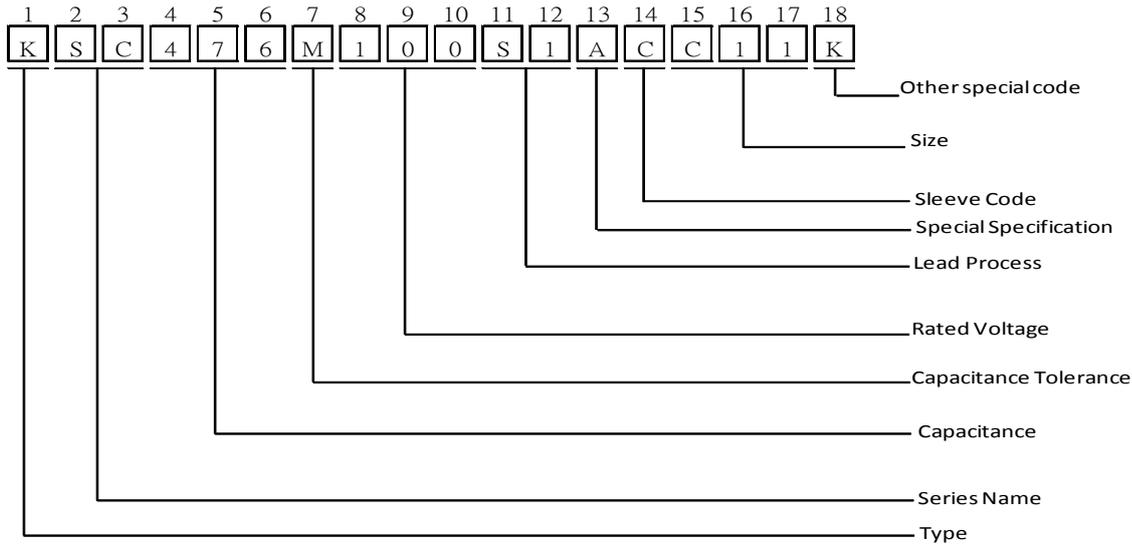 1 2 3 4 5 6 7 8 9 10 11 12 13 14 15 16 17 18
K S C 4 7 6 M 1 0 0 S 1 A C C 1 1 K
Other special code
Size
Sleeve Code
Special Specification
Lead Process
Rated Voltage
Capacitance Tolerance
Capacitance
Series Name
Type